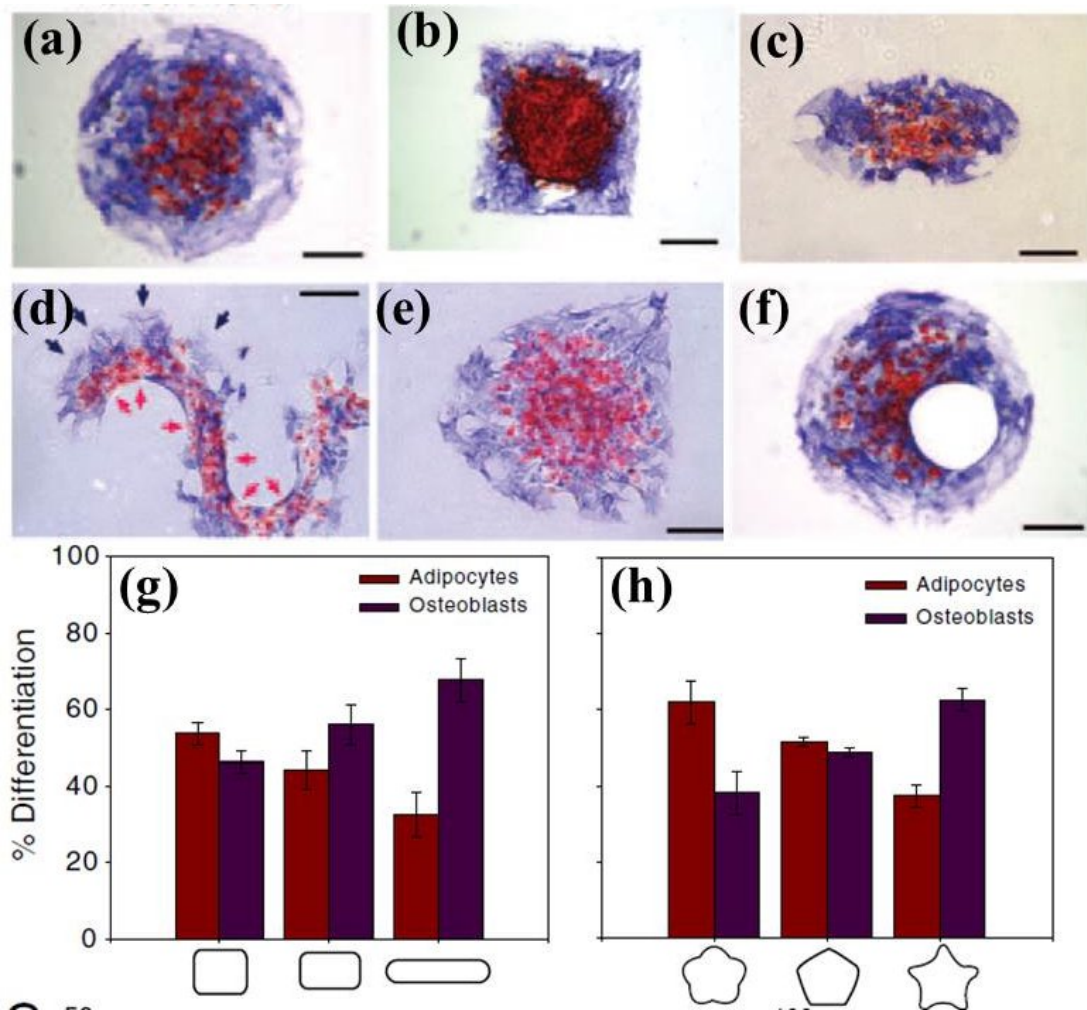 (a)
(b)
(c)
(d)
(e)
(f)
(g)
(h)
100
80
60
40
20
0
% Differentiation
Adipocytes
Osteoblasts
Adipocytes
Osteoblasts